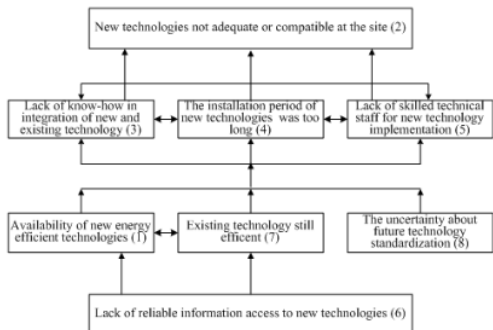 New technologies not adequate or compatible at the site (2)
Lack of know-how in
integration of new and
existing technology (3)
The installation period of
new technologies was too
long (4)
Lack of skilled technical
staff for new technology
implementation (5)
Availability of new energy
efficient technologies (1)
Existing technology still
efficent (7)
The uncertainty about
future technology
standardization (8)
Lack of reliable information access to new technologies (6)